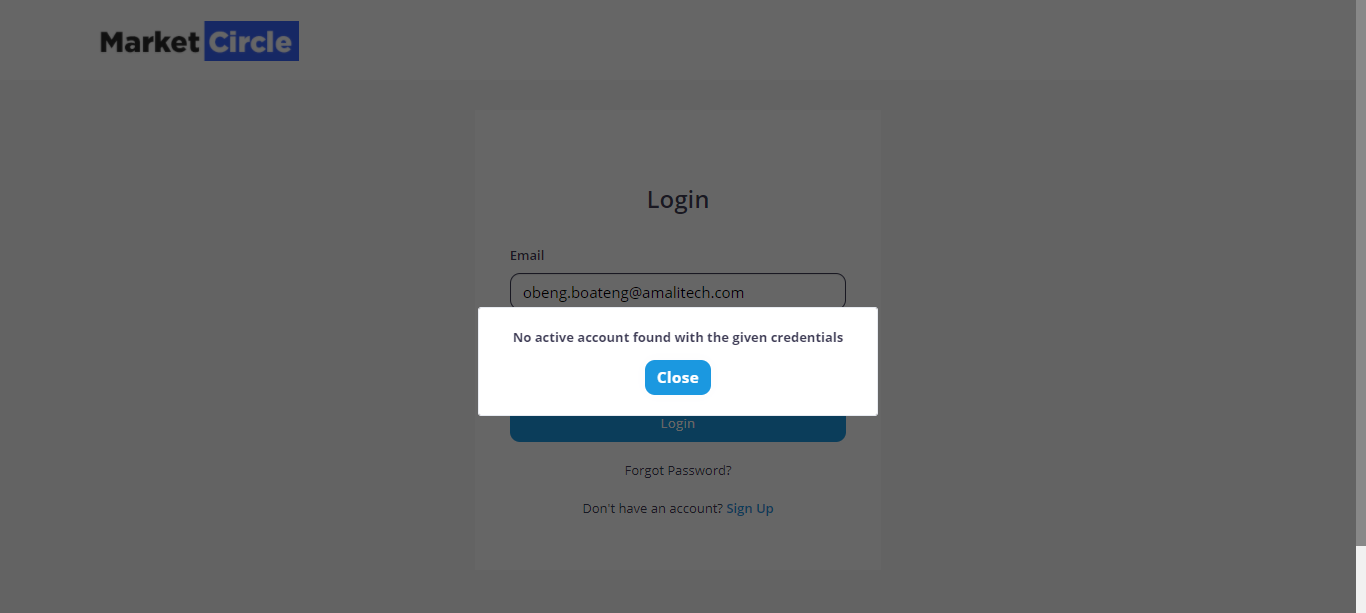 Market Circle
Login
Email
obeng.boateng@amalitech.com
No active account found with the given credentials
Close
Login
Forgot Password?
Don't have an account? Sign Up